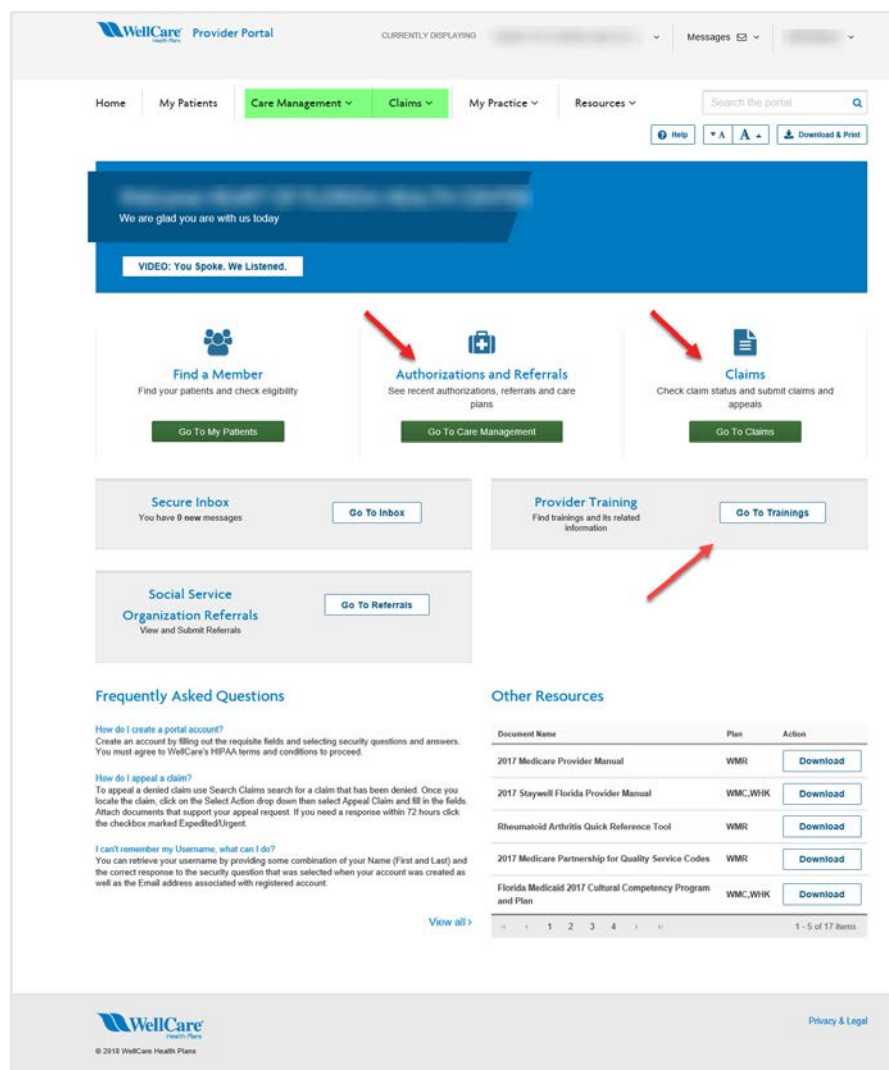 WellCare Health Plans Provider Portal
CURRENTLY DISPLAYING
Messages
Home My Patients Care Management Claims My Practice Resources
Search the portal
Help
A A
Download & Print
We are glad you are with us today
VIDEO: You Spoke. We Listened.
Find a Member
Find your patients and check eligibility
Go To My Patients
Authorizations and Referrals
See recent authorizations, referrals and care
plans
Go To Care Management
Claims
Check claim status and submit claims and
appeals
Go To Claims
Secure Inbox
You have 0 new messages
Go To Inbox
Provider Training
Find trainings and its related
information
Go To Trainings
Social Service
Organization Referrals
View and Submit Referrals
Go To Referrals
Frequently Asked Questions
How do I create a portal account?
Create an account by filling out the requisite fields and selecting security questions and answers.
You must agree to WellCare's HIPAA terms and conditions to proceed.
How do I appeal a claim?
To appeal a denied claim use Search Claims search for a claim that has been denied. Once you
locate the claim, click on the Select Action drop down then select Appeal Claim and fill in the fields.
Attach documents that support your appeal request. If you need a response within 72 hours click
the checkbox marked Expedited/Urgent.
I can't remember my Username, what can I do?
You can retrieve your username by providing some combination of your Name (First and Last) and
the correct response to the security question that was selected when your account was created as
well as the Email address associated with registered account.
View all >
Other Resources
Document Name Plan Action
2017 Medicare Provider Manual WMR Download
2017 Staywell Florida Provider Manual WMC,WHK Download
Rheumatoid Arthritis Quick Reference Tool WMR Download
2017 Medicare Partnership for Quality Service Codes WMR Download
Florida Medicaid 2017 Cultural Competency Program
and Plan WMC,WHK Download
1 2 3 4 1 - 5 of 17 items
WellCare Health Plans
Privacy & Legal
© 2018 WellCare Health Plans